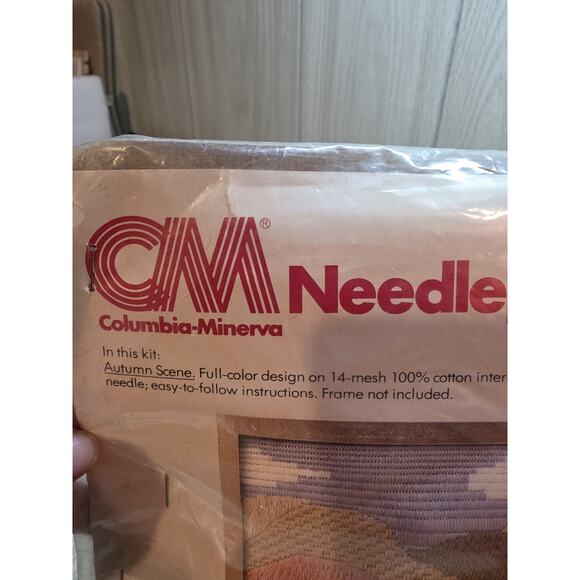 CM® Needle
Columbia-Minerva
In this kit:
Autumn Scene. Full-color design on 14-mesh 100% cotton inter
needle; easy-to-follow instructions. Frame not included.